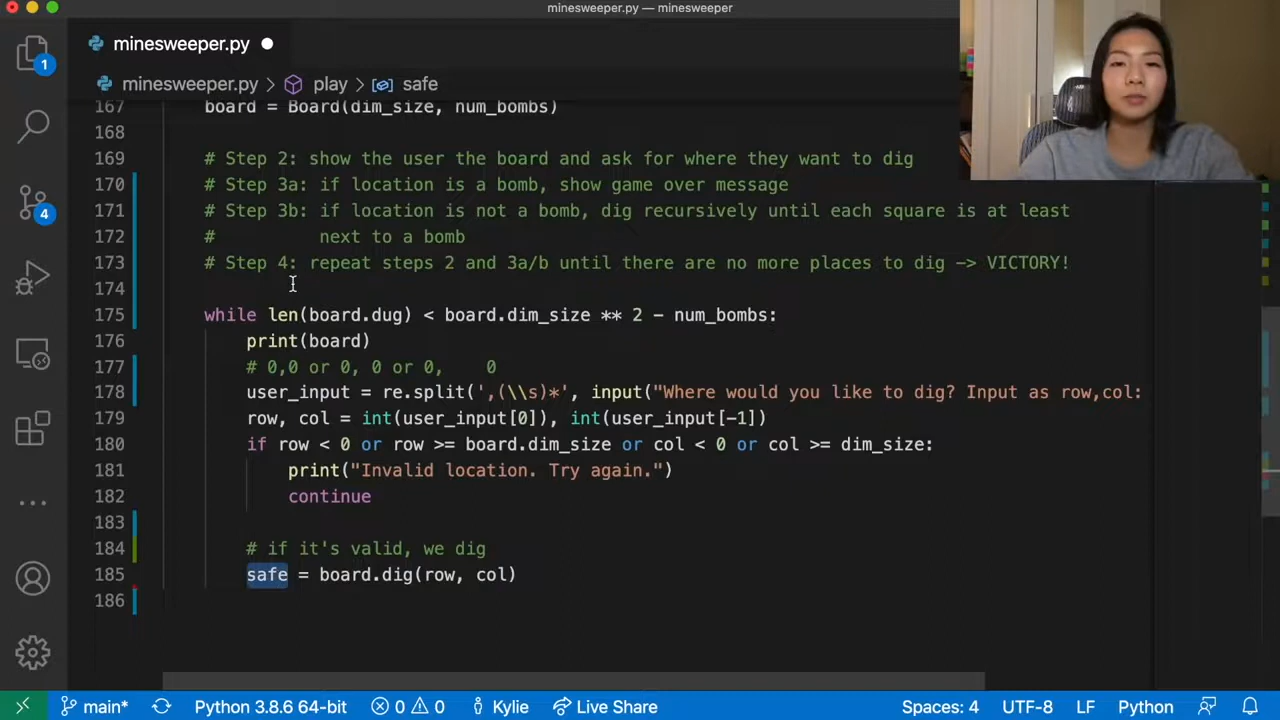 minesweeper.py — minesweeper
minesweeper.py
minesweeper.py > play > safe
1
4
167 board = Board(dim_size, num_bombs)
168
169 # Step 2: show the user the board and ask for where they want to dig
170 # Step 3a: if location is a bomb, show game over message
171 # Step 3b: if location is not a bomb, dig recursively until each square is at least
172 #          next to a bomb
173 # Step 4: repeat steps 2 and 3a/b until there are no more places to dig -> VICTORY!
174
175 while len(board.dug) < board.dim_size ** 2 - num_bombs:
176     print(board)
177     # 0,0 or 0, 0 or 0,    0
178     user_input = re.split(',(\\s)*', input("Where would you like to dig? Input as row,col:
179     row, col = int(user_input[0]), int(user_input[-1])
180     if row < 0 or row >= board.dim_size or col < 0 or col >= dim_size:
181         print("Invalid location. Try again.")
182         continue
183
184     # if it's valid, we dig
185     safe = board.dig(row, col)
186
main* Python 3.8.6 64-bit 0 0 Kylie Live Share Spaces: 4 UTF-8 LF Python